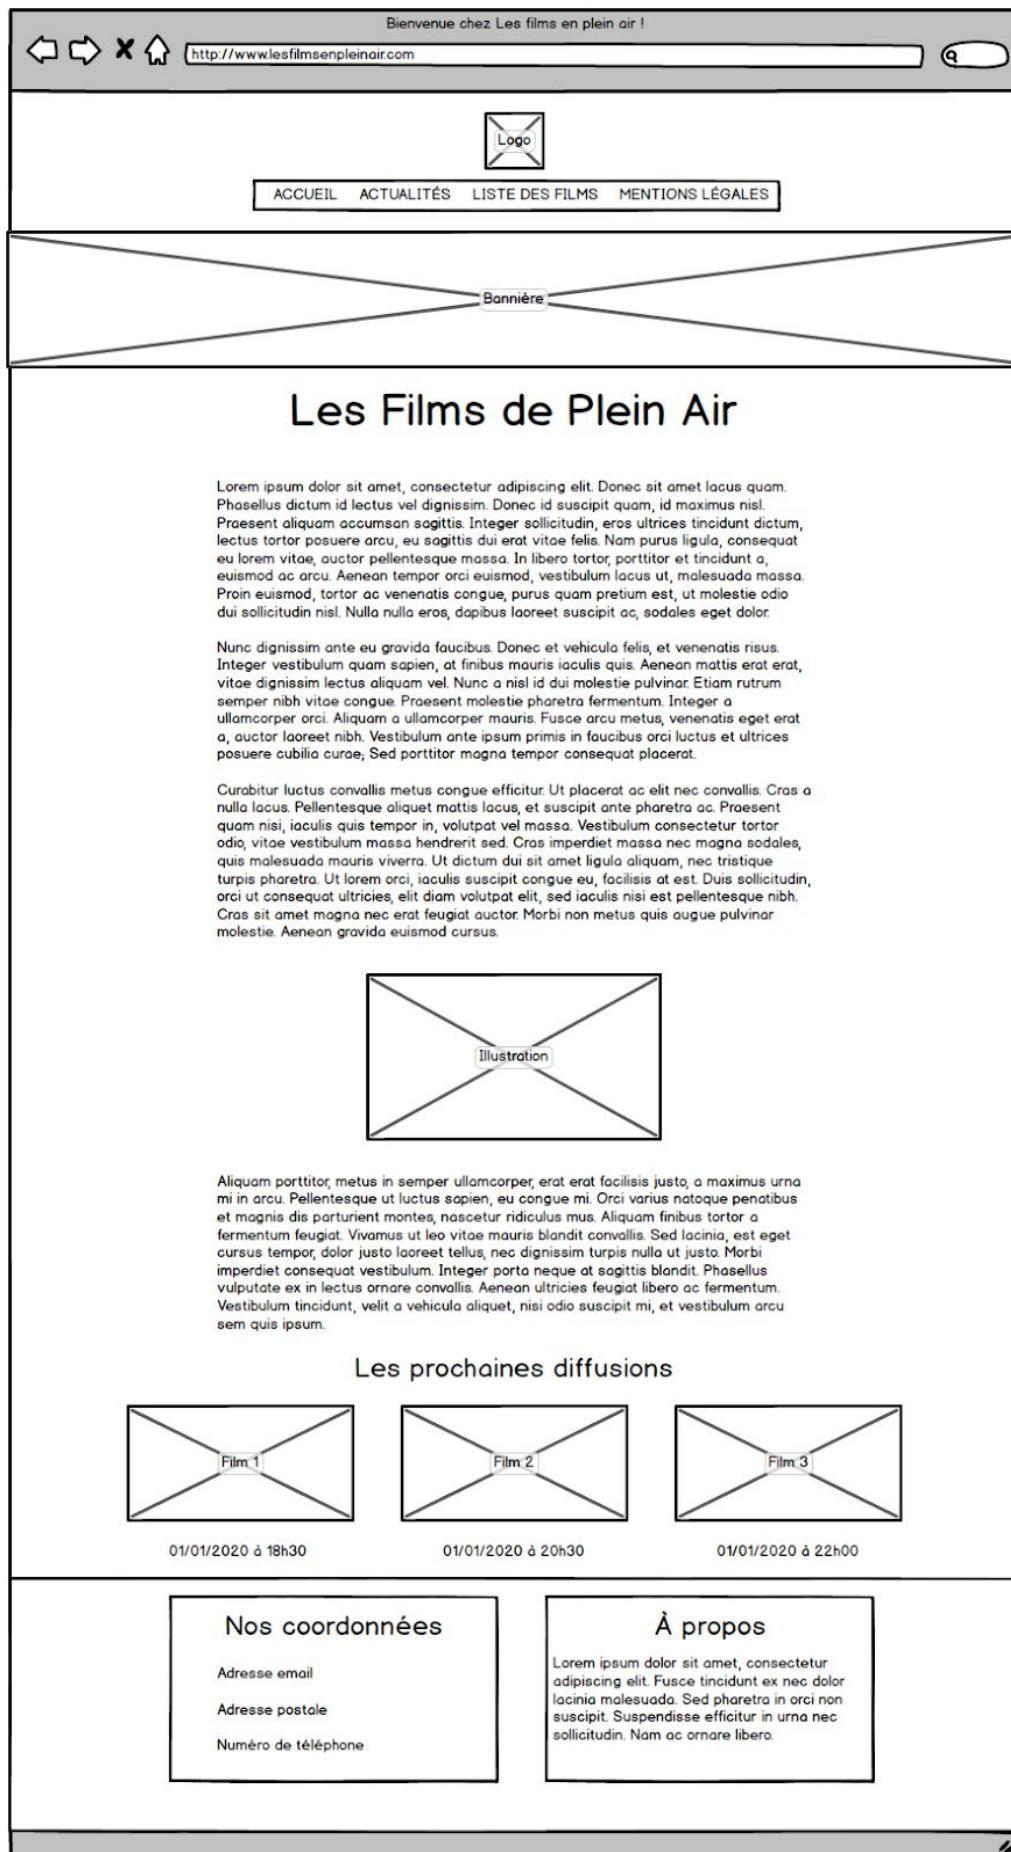 Bienvenue chez Les films en plein air !
http://www.lesfilmsenpleinair.com
Logo
ACCUEIL ACTUALITÉS LISTE DES FILMS MENTIONS LÉGALES
Bannière
Les Films de Plein Air
Lorem ipsum dolor sit amet, consectetur adipiscing elit. Donec sit amet lacus quam.
Phasellus dictum id lectus vel dignissim. Donec id suscipit quam, id maximus nisl.
Praesent aliquam accumsan sagittis. Integer sollicitudin, eros ultrices tincidunt dictum,
lectus tortor posuere arcu, eu sagittis dui erat vitae felis. Nam purus ligula, consequat
eu lorem vitae, auctor pellentesque massa. In libero tortor, porttitor et tincidunt a,
euismod ac arcu. Aenean tempor orci euismod, vestibulum lacus ut, malesuada massa.
Proin euismod, tortor ac venenatis congue, purus quam pretium est, ut molestie odio
dui sollicitudin nisl. Nulla nulla eros, dapibus laoreet suscipit ac, sodales eget dolor.
Nunc dignissim ante eu gravida faucibus. Donec et vehicula felis, et venenatis risus.
Integer vestibulum quam sapien, at finibus mauris iaculis quis. Aenean mattis erat erat,
vitae dignissim lectus aliquam vel. Nunc a nisl id dui molestie pulvinar. Etiam rutrum
semper nibh vitae congue. Praesent molestie pharetra fermentum. Integer a
ullamcorper orci. Aliquam a ullamcorper mauris. Fusce arcu metus, venenatis eget erat
a, auctor laoreet nibh. Vestibulum ante ipsum primis in faucibus orci luctus et ultrices
posuere cubilia curae; Sed porttitor magna tempor consequat placerat.
Curabitur luctus convallis metus congue efficitur. Ut placerat ac elit nec convallis. Cras a
nulla lacus. Pellentesque aliquet mattis lacus, et suscipit ante pharetra ac. Praesent
quam nisi, iaculis quis tempor in, volutpat vel massa. Vestibulum consectetur tortor
odio, vitae vestibulum massa hendrerit sed. Cras imperdiet massa nec magna sodales,
quis malesuada mauris viverra. Ut dictum dui sit amet ligula aliquam, nec tristique
turpis pharetra. Ut lorem orci, iaculis suscipit congue eu, facilisis at est. Duis sollicitudin,
orci ut consequat ultricies, elit diam volutpat elit, sed iaculis nisi est pellentesque nibh.
Cras sit amet magna nec erat feugiat auctor. Morbi non metus quis augue pulvinar
molestie. Aenean gravida euismod cursus.
Illustration
Aliquam porttitor, metus in semper ullamcorper, erat erat facilisis justo, a maximus urna
mi in arcu. Pellentesque ut luctus sapien, eu congue mi. Orci varius natoque penatibus
et magnis dis parturient montes, nascetur ridiculus mus. Aliquam finibus tortor a
fermentum feugiat. Vivamus ut leo vitae mauris blandit convallis. Sed lacinia, est eget
cursus tempor, dolor justo laoreet tellus, nec dignissim turpis nulla ut justo. Morbi
imperdiet consequat vestibulum. Integer porta neque at sagittis blandit. Phasellus
vulputate ex in lectus ornare convallis. Aenean ultricies feugiat libero ac fermentum.
Vestibulum tincidunt, velit a vehicula aliquet, nisi odio suscipit mi, et vestibulum arcu
sem quis ipsum.
Les prochaines diffusions
Film 1 Film 2 Film 3
01/01/2020 à 18h30 01/01/2020 à 20h30 01/01/2020 à 22h00
Nos coordonnées
Adresse email
Adresse postale
Numéro de téléphone
À propos
Lorem ipsum dolor sit amet, consectetur
adipiscing elit. Fusce tincidunt ex nec dolor
lacinia malesuada. Sed pharetra in orci non
suscipit. Suspendisse efficitur in urna nec
sollicitudin. Nam ac ornare libero.